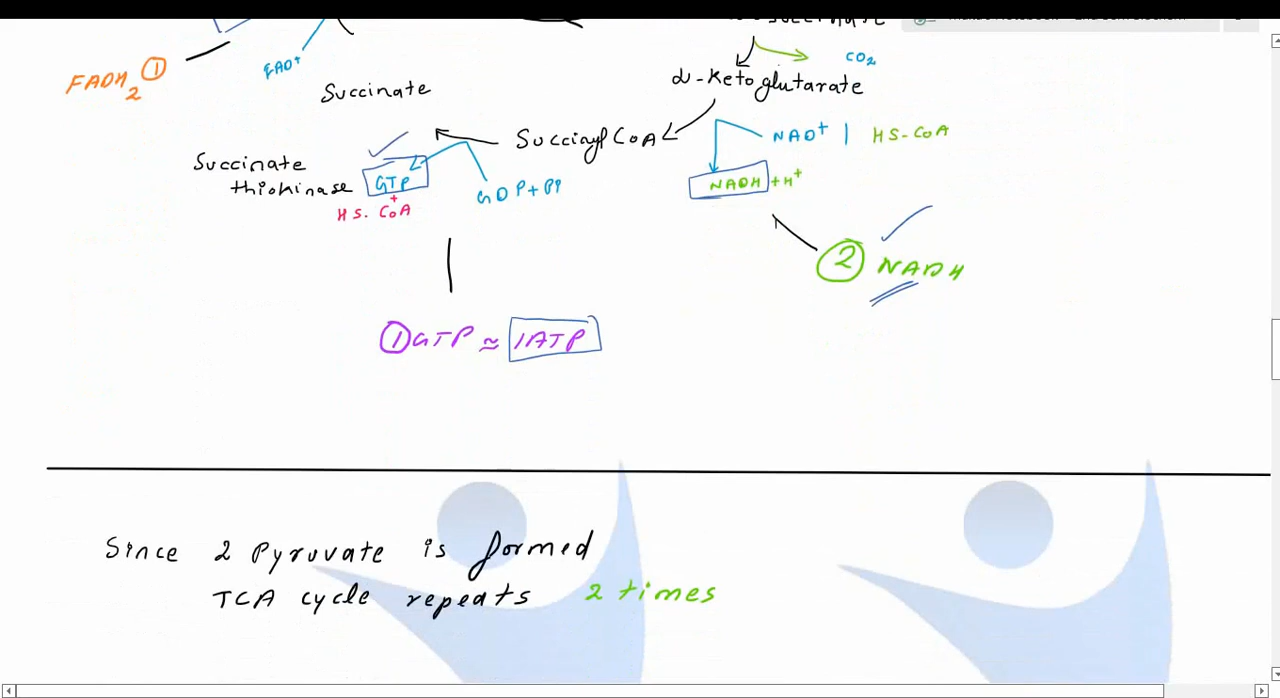 CO2
FADH2 ①
FAD+
α-Ketoglutarate
Succinate
Succinyl CoA
NAD+ | HS-CoA
Succinate
thiokinase
GTP
GDP+Pi
NADH + H+
+
HS. CoA
② NADH
① GTP ≈ 1ATP
Since 2 Pyruvate is formed
TCA cycle repeats 2 times